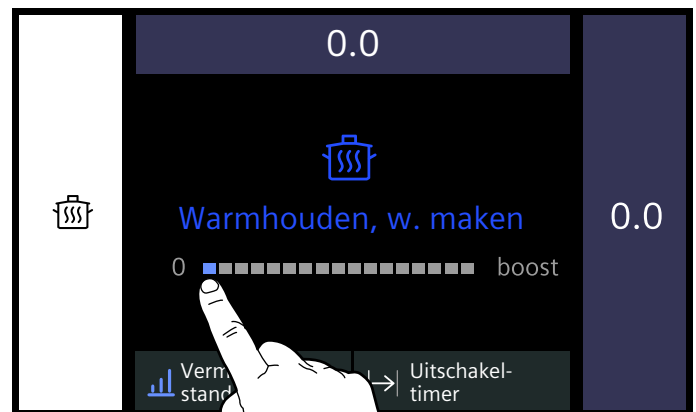 0.0
Warmhouden, w. maken
0.0
0 boost
Uitschakel-
timer